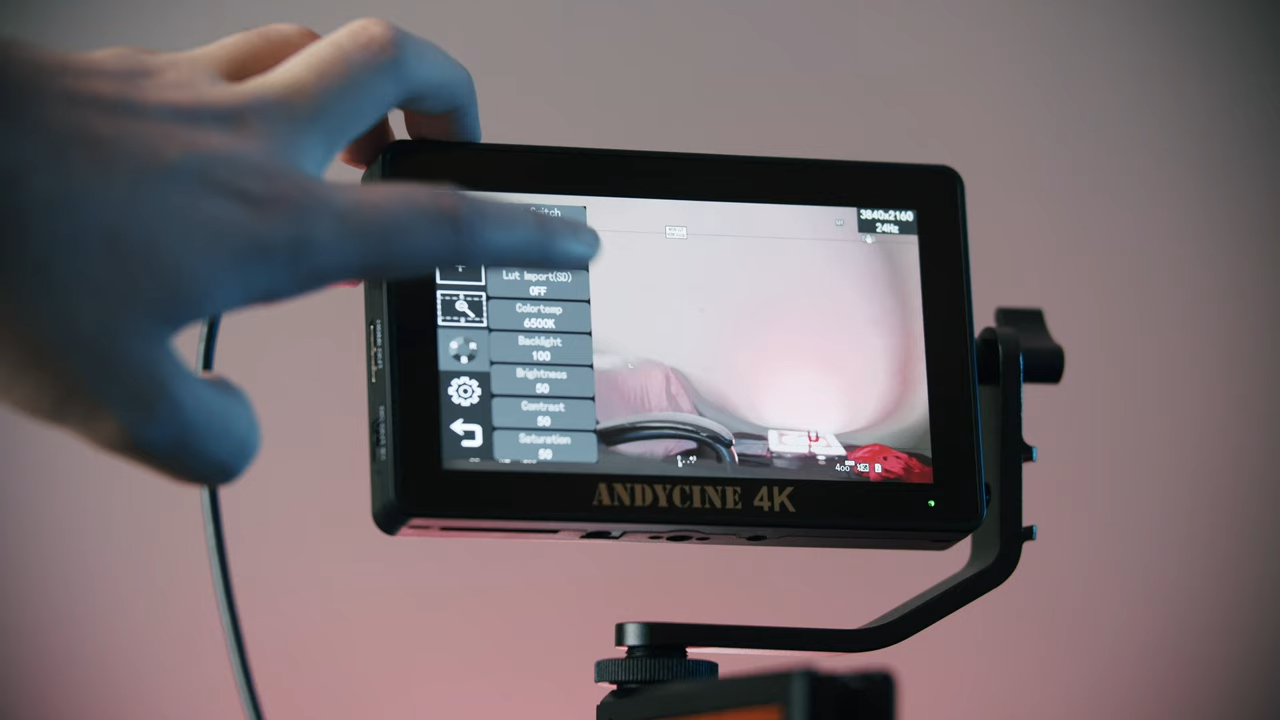 Switch
3840x2160
24Hz
Lut Import(SD)
OFF
Colortemp
6500K
Backlight
100
Brightness
50
Contrast
50
Saturation
50
400
ANDYCINE 4K